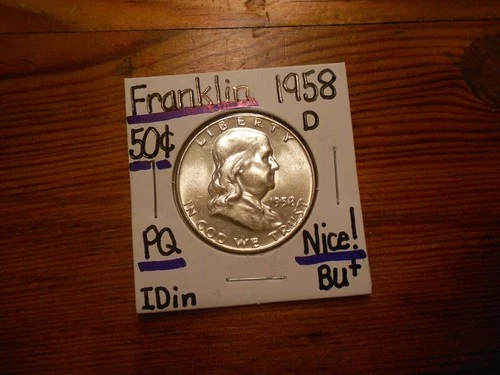 Franklin 1958
D
50¢
LIBERTY
1958
IN GOD WE TRUST
PQ
Nice!
BU+
IDin